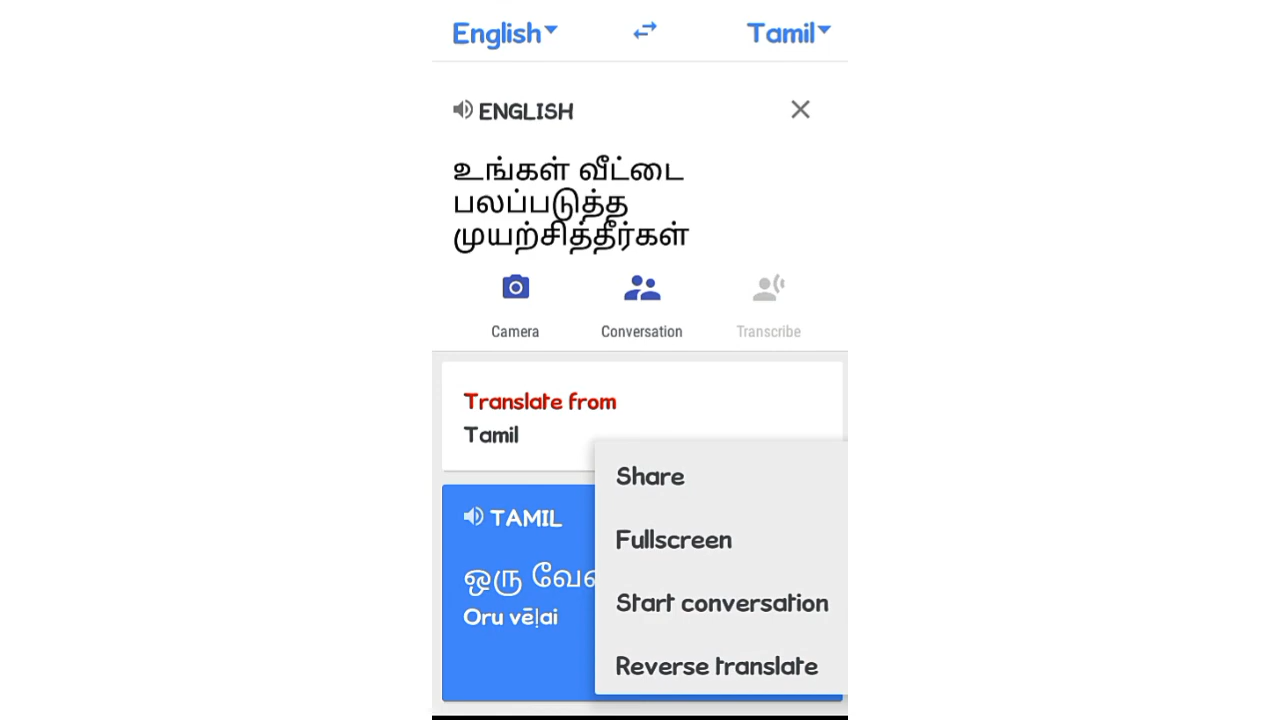 English Tamil
ENGLISH
உங்கள் வீட்டை
பலப்படுத்த
முயற்சித்தீர்கள்
Camera Conversation Transcribe
Translate from
Tamil
Share
Fullscreen
Start conversation
Reverse translate
TAMIL
ஒரு
Oru vēḷai